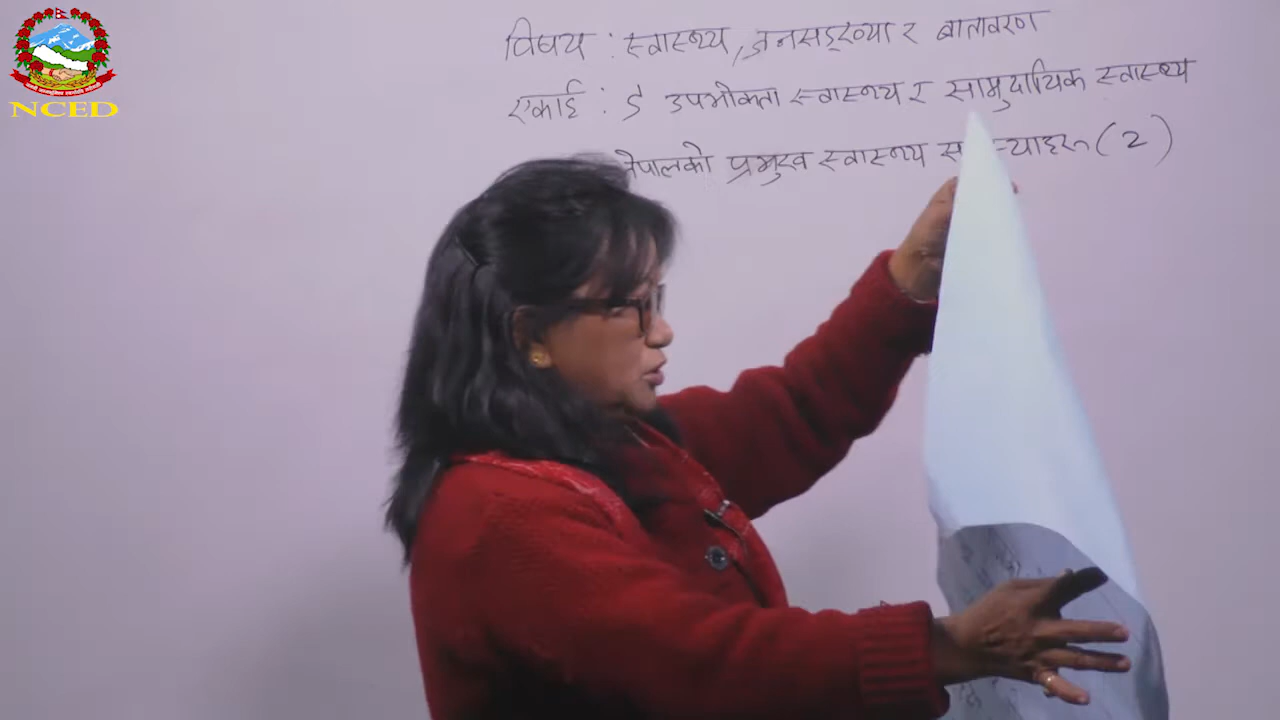 NCED
विषय : स्वास्थ्य, जनसङ्ख्या र वातावरण
एकाई : ५ उपभोक्ता स्वास्थ्य र सामुदायिक स्वास्थ्य
नेपालको प्रमुख स्वास्थ्य (2)